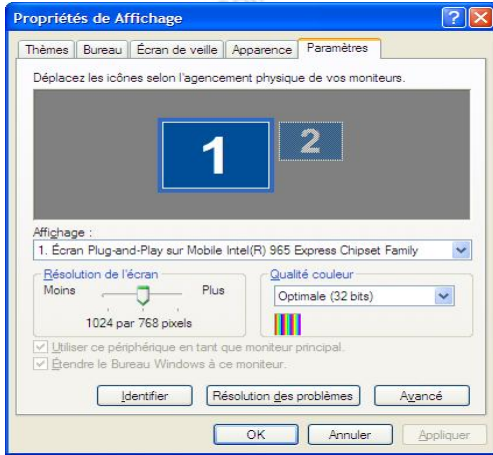 Propriétés de Affichage
Thèmes Bureau Écran de veille Apparence Paramètres
Déplacez les icônes selon l'agencement physique de vos moniteurs.
1 2
Affichage :
1. Écran Plug-and-Play sur Mobile Intel(R) 965 Express Chipset Family
Résolution de l'écran Qualité couleur
Moins Plus Optimale (32 bits)
1024 par 768 pixels
Utiliser ce périphérique en tant que moniteur principal.
Étendre le Bureau Windows à ce moniteur.
Identifier Résolution des problèmes Avancé
OK Annuler Appliquer